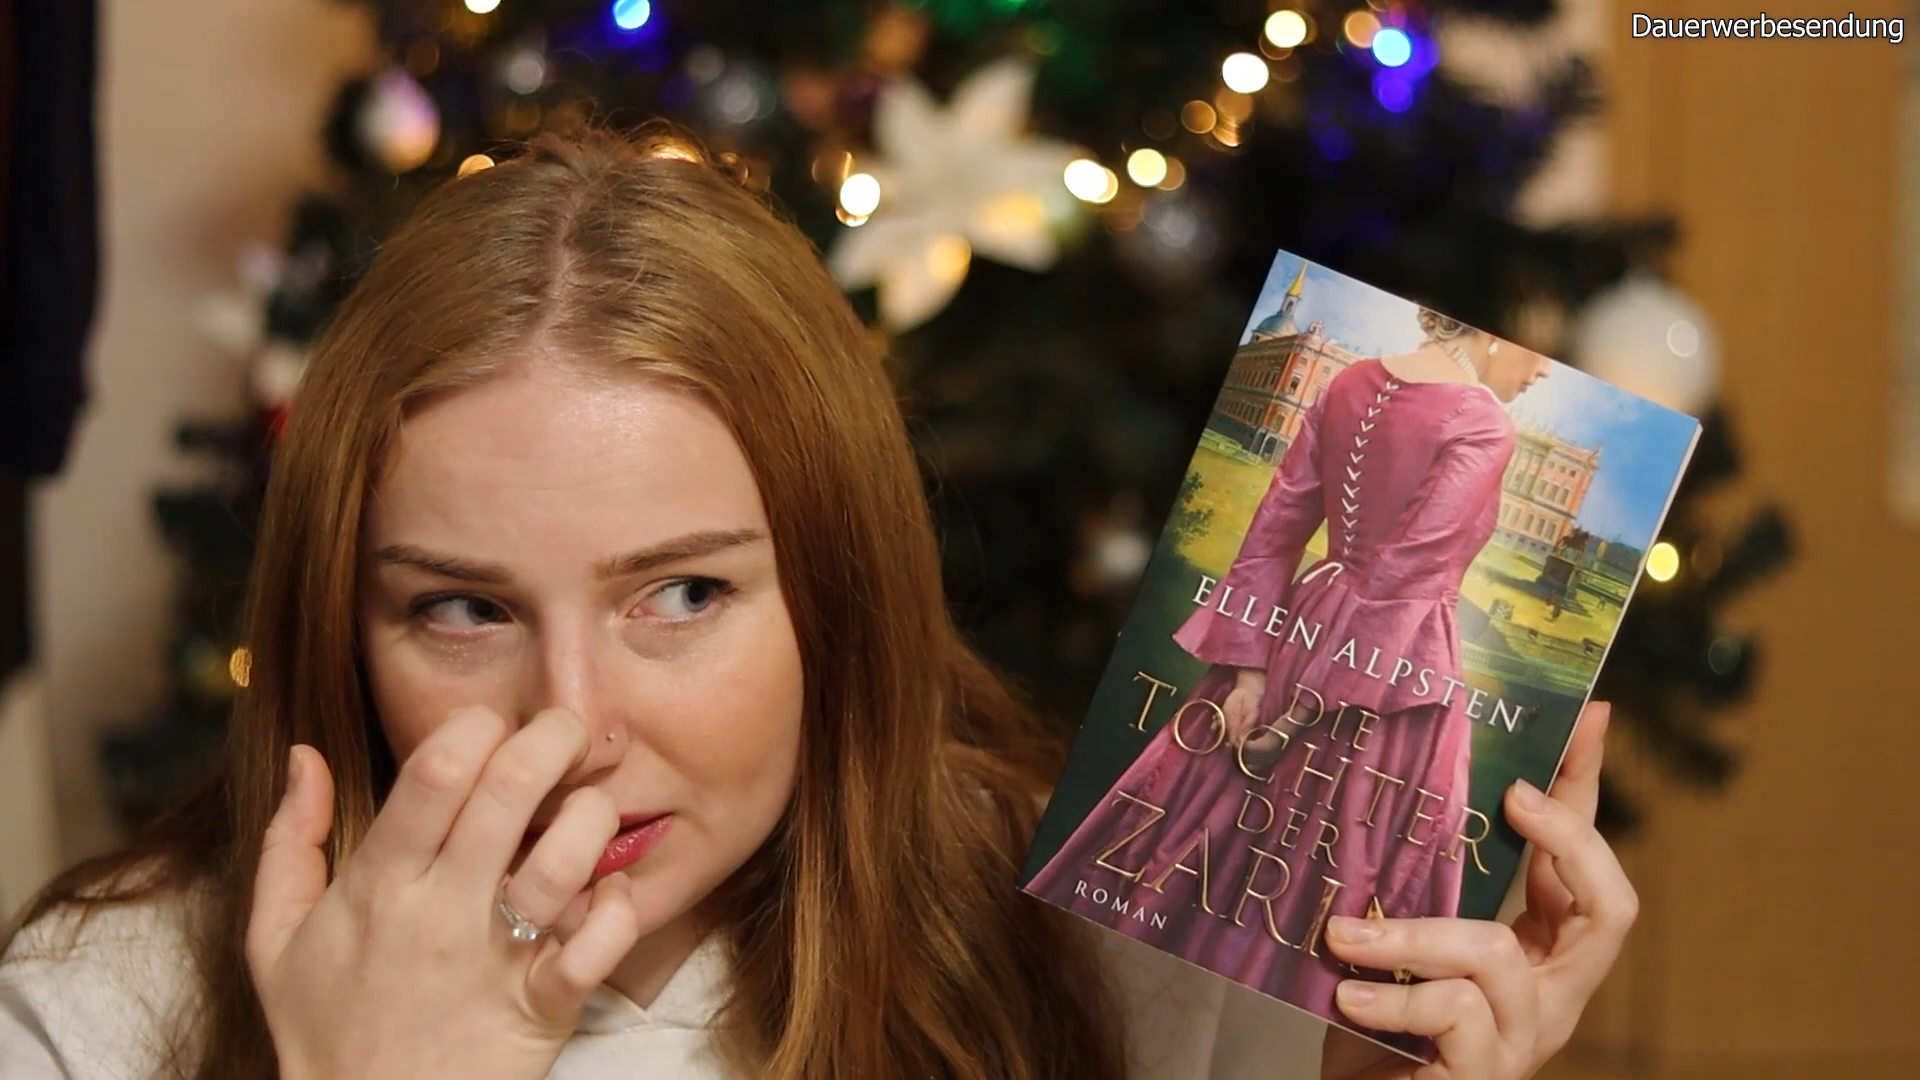 Dauerwerbesendung
ELLEN ALPSTEN
DIE
TOCHTER
DER
ZARIN
ROMAN